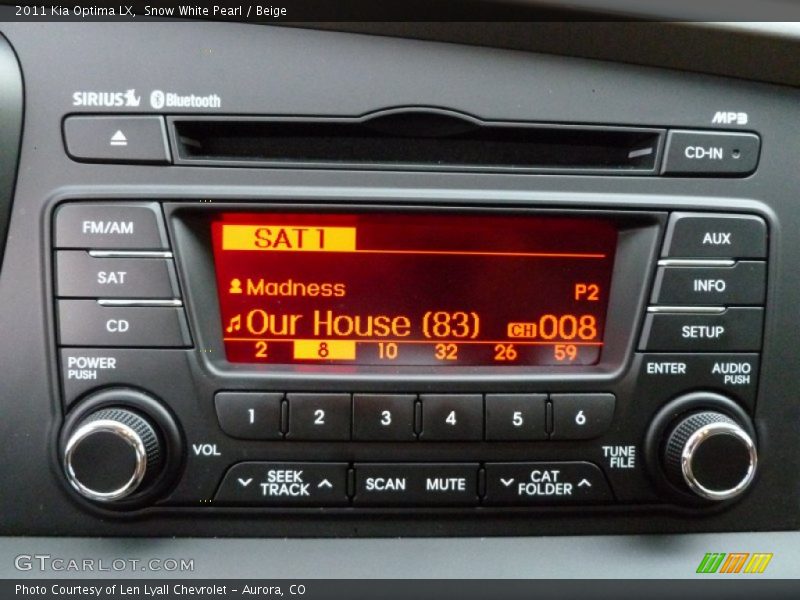 2011 Kia Optima LX, Snow White Pearl / Beige
SIRIUS Bluetooth
MP3
CD-IN
FM/AM
SAT
CD
SAT 1
Madness
P2
Our House (83) CH 008
2 8 10 32 26 59
AUX
INFO
SETUP
POWER
PUSH
ENTER
AUDIO
PUSH
1 2 3 4 5 6
VOL
SEEK
TRACK
SCAN MUTE
CAT
FOLDER
TUNE
FILE
GTCARLOT.COM
Photo Courtesy of Len Lyall Chevrolet - Aurora, CO